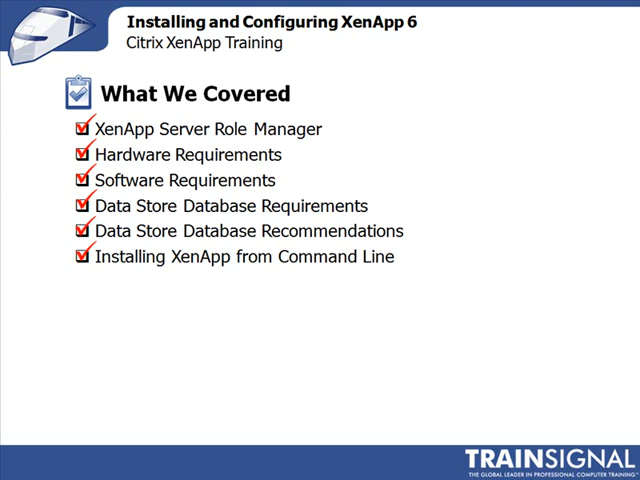 Installing and Configuring XenApp 6
Citrix XenApp Training
What We Covered
XenApp Server Role Manager
Hardware Requirements
Software Requirements
Data Store Database Requirements
Data Store Database Recommendations
Installing XenApp from Command Line
TRAINSIGNAL
THE GLOBAL LEADER IN PROFESSIONAL COMPUTER TRAINING